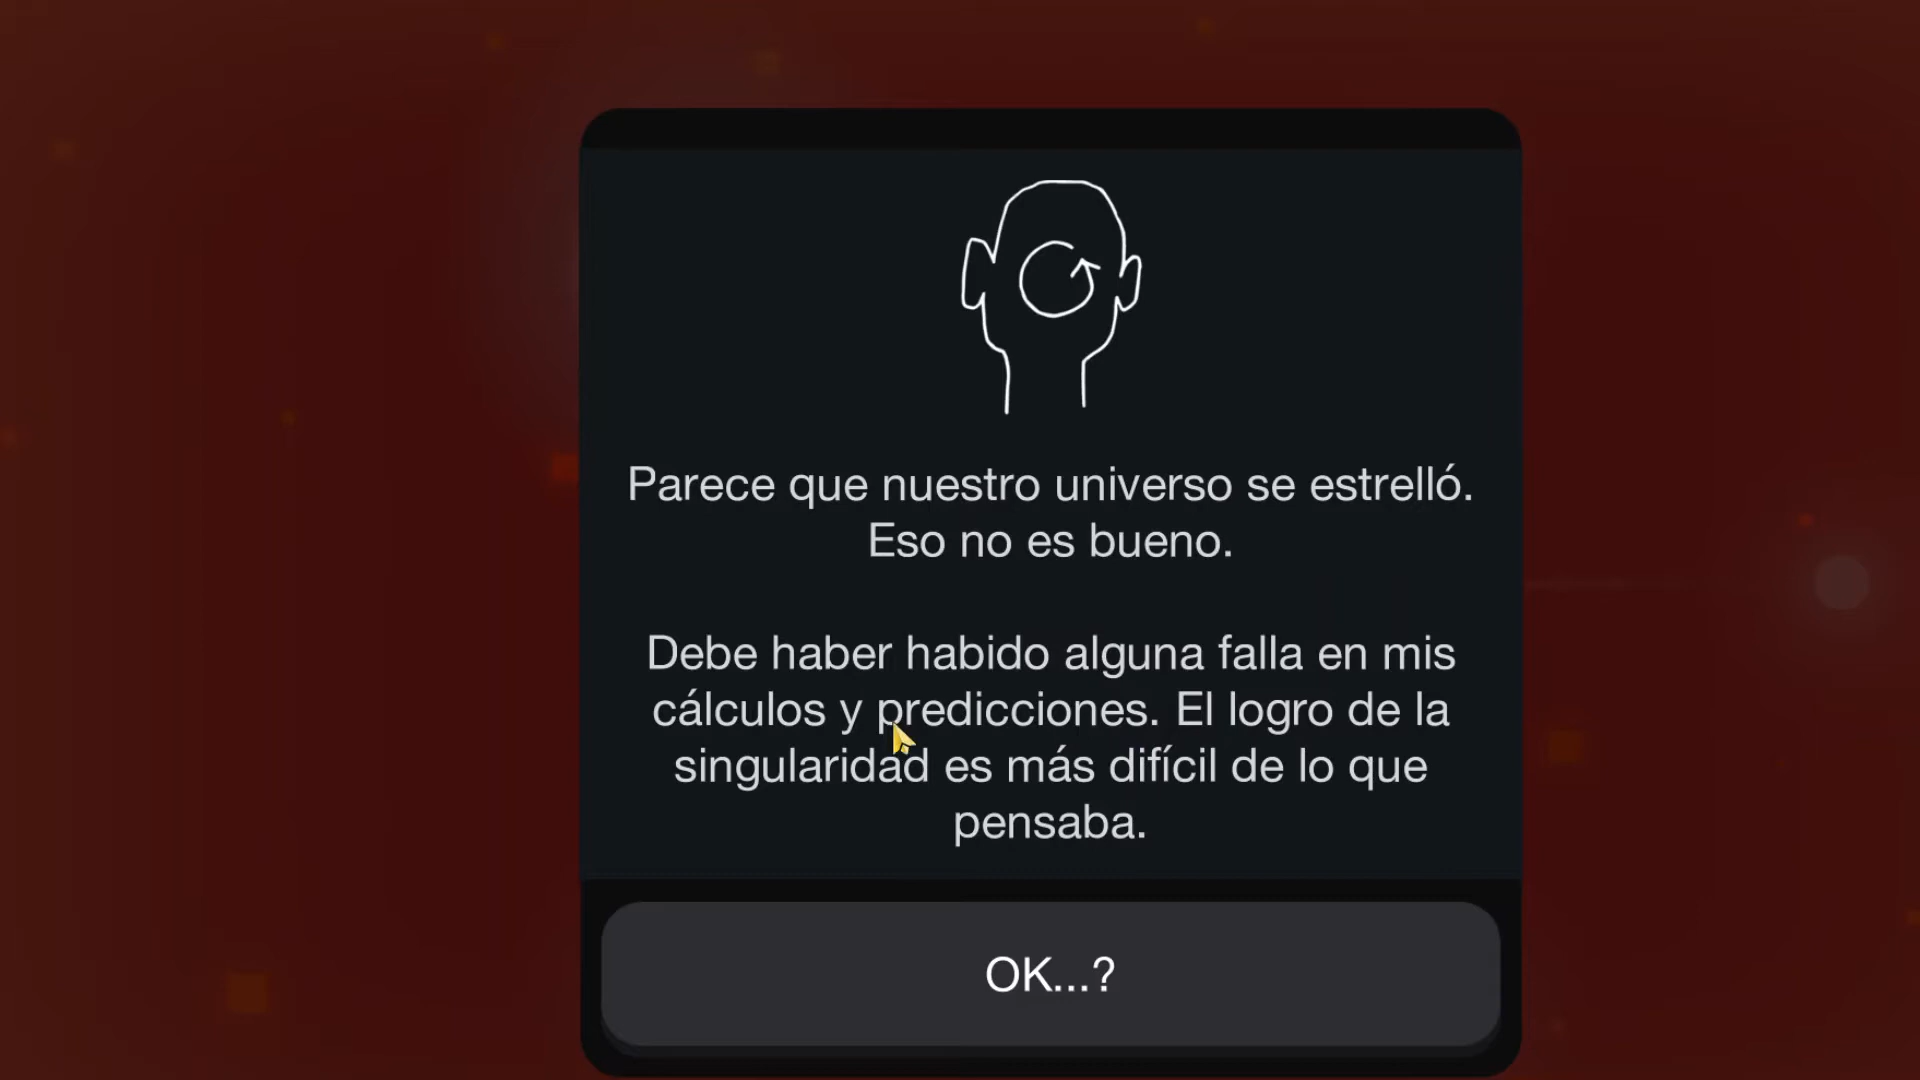 Parece que nuestro universo se estrelló.
Eso no es bueno.
Debe haber habido alguna falla en mis
cálculos y predicciones. El logro de la
singularidad es más difícil de lo que
pensaba.
OK...?